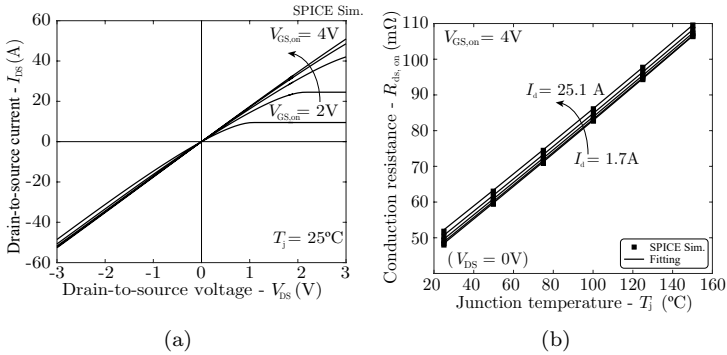 SPICE Sim.
Drain-to-source current - I_DS (A)
60
40
20
0
-20
-40
-60
V_GS,on = 4V
V_GS,on = 2V
T_j = 25ºC
-3 -2 -1 0 1 2 3
Drain-to-source voltage - V_DS (V)
(a)
Conduction resistance - R_ds, on (mΩ)
110
100
90
80
70
60
50
V_GS,on = 4V
I_d = 25.1 A
I_d = 1.7A
(V_DS = 0V)
SPICE Sim.
Fitting
20 40 60 80 100 120 140 160
Junction temperature - T_j (ºC)
(b)